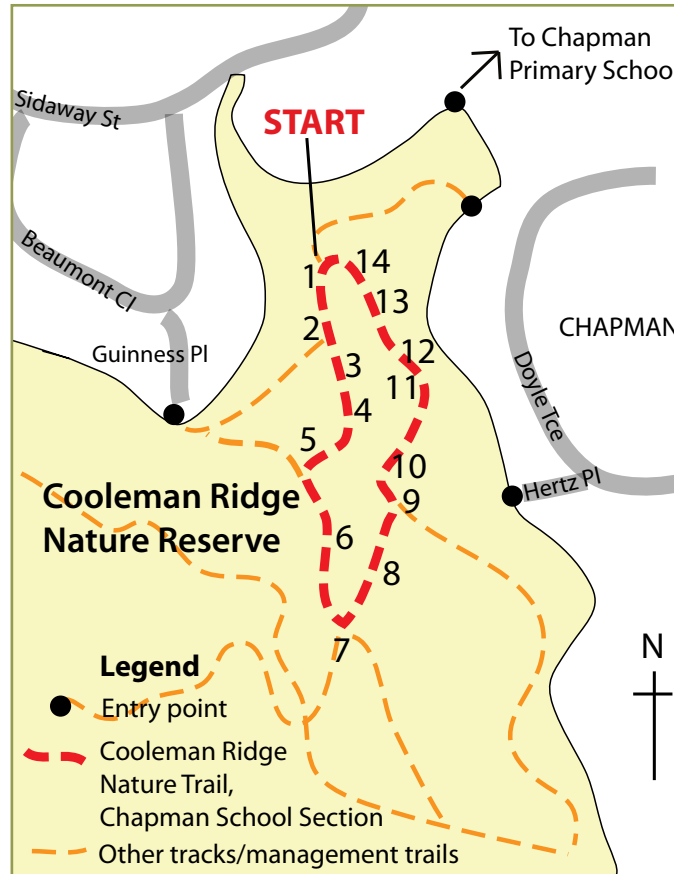 To Chapman
Primary School
Sidaway St
START
Beaumont Cl
1
14
13
2
CHAPMAN
Guinness Pl
3
12
Doyle Tce
11
4
5
10
Hertz Pl
Cooleman Ridge
Nature Reserve
9
6
8
7
N
Legend
Entry point
Cooleman Ridge
Nature Trail,
Chapman School Section
Other tracks/management trails